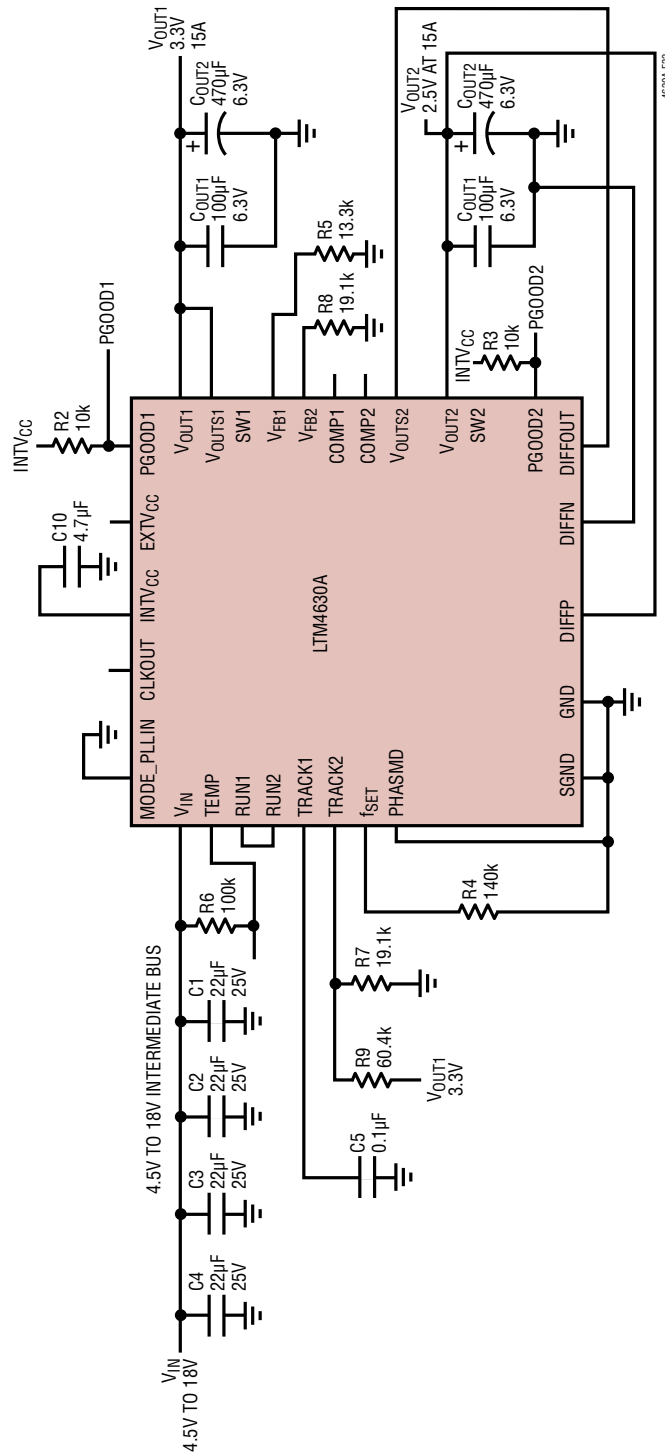 INTVCC
R2
10k
PGOOD1
C10
4.7µF
VOUT1
3.3V
15A
COUT1
100µF
6.3V
COUT2
470µF
6.3V
MODE_PLLIN
CLKOUT
INTVCC
EXTVCC
PGOOD1
VIN
4.5V TO 18V
4.5V TO 18V INTERMEDIATE BUS
C4
22µF
25V
C3
22µF
25V
C2
22µF
25V
C1
22µF
25V
R6
100k
VIN
TEMP
RUN1
RUN2
TRACK1
TRACK2
fSET
PHASMD
LTM4630A
VOUT1
VOUTS1
SW1
VFB1
VFB2
COMP1
COMP2
VOUTS2
VOUT2
SW2
PGOOD2
R5
13.3k
R8
19.1k
C5
0.1µF
R9
60.4k
VOUT1
3.3V
R7
19.1k
R4
140k
VOUT2
2.5V AT 15A
COUT1
100µF
6.3V
COUT2
470µF
6.3V
INTVCC
R3
10k
PGOOD2
SGND
GND
DIFFP
DIFFN
DIFFOUT